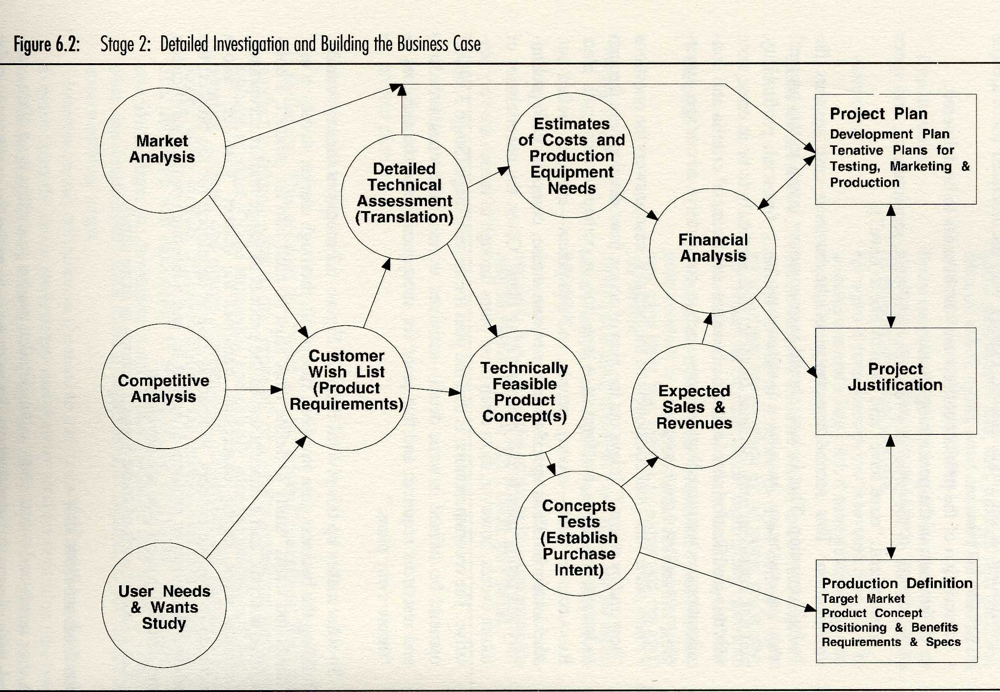 Figure 6.2: Stage 2: Detailed Investigation and Building the Business Case
Market
Analysis
Detailed
Technical
Assessment
(Translation)
Estimates
of Costs and
Production
Equipment
Needs
Financial
Analysis
Project Plan
Development Plan
Tenative Plans for
Testing, Marketing &
Production
Competitive
Analysis
Customer
Wish List
(Product
Requirements)
Technically
Feasible
Product
Concept(s)
Expected
Sales &
Revenues
Project
Justification
User Needs
& Wants
Study
Concepts
Tests
(Establish
Purchase
Intent)
Production Definition
Target Market
Product Concept
Positioning & Benefits
Requirements & Specs